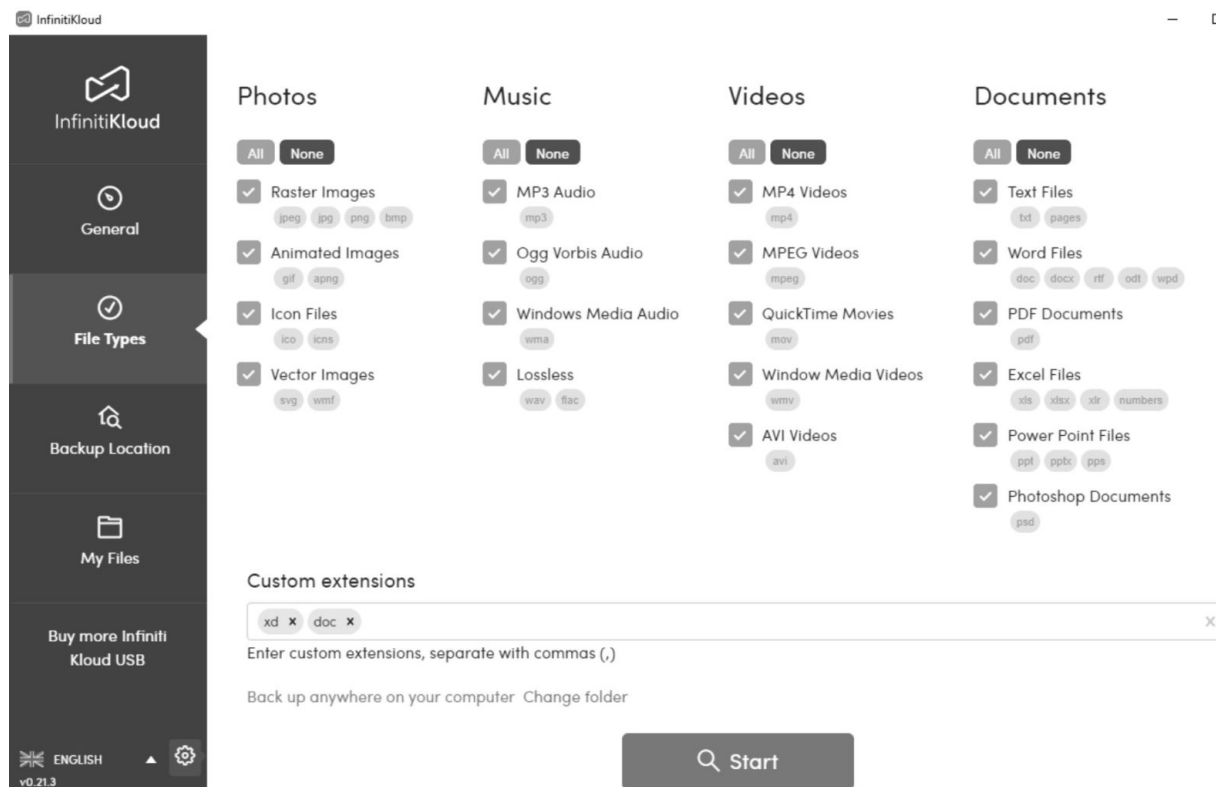 InfinitiKloud
InfinitiKloud
General
File Types
Backup Location
My Files
Buy more Infiniti
Kloud USB
ENGLISH
v0.21.3
Photos
All None
Raster Images
jpeg jpg png bmp
Animated Images
gif apng
Icon Files
ico icns
Vector Images
svg wmf
Music
All None
MP3 Audio
mp3
Ogg Vorbis Audio
ogg
Windows Media Audio
wma
Lossless
wav flac
Videos
All None
MP4 Videos
mp4
MPEG Videos
mpeg
QuickTime Movies
mov
Window Media Videos
wmv
AVI Videos
avi
Documents
All None
Text Files
txt pages
Word Files
doc docx rtf odt wpd
PDF Documents
pdf
Excel Files
xls xlsx xlr numbers
Power Point Files
ppt pptx pps
Photoshop Documents
psd
Custom extensions
xd x doc x
Enter custom extensions, separate with commas (,)
Back up anywhere on your computer Change folder
Start